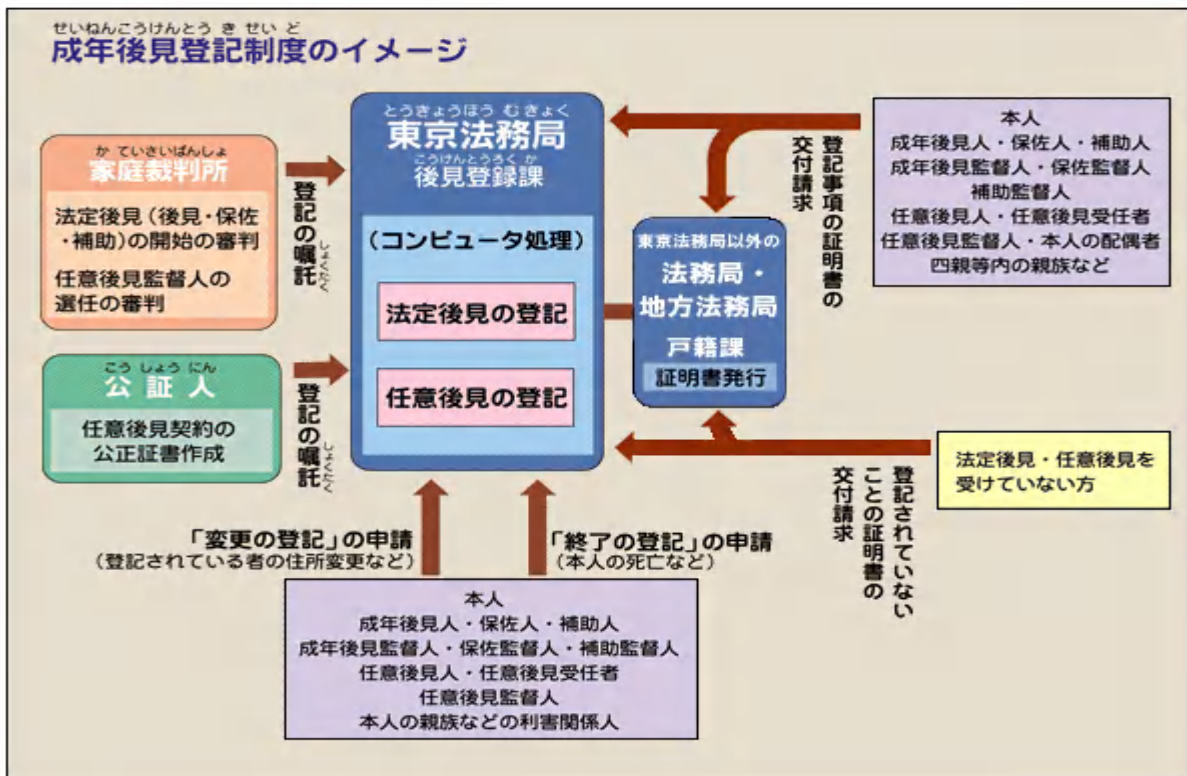 せいねんこうけんとうきせいど
成年後見登記制度のイメージ
かていさいばんしょ
家庭裁判所
法定後見（後見・保佐
・補助）の開始の審判
任意後見監督人の
選任の審判
登記の嘱託
しょくたく
こうしょうにん
公証人
任意後見契約の
公正証書作成
登記の嘱託
しょくたく
とうきょうほうむきょく
東京法務局
こうけんとうろくか
後見登録課
（コンピュータ処理）
法定後見の登記
任意後見の登記
東京法務局以外の
法務局・
地方法務局
戸籍課
証明書発行
登記事項の証明書の
交付請求
本人
成年後見人・保佐人・補助人
成年後見監督人・保佐監督人
補助監督人
任意後見人・任意後見受任者
任意後見監督人・本人の配偶者
四親等内の親族など
法定後見・任意後見を
受けていない方
登記されていない
ことの証明書の
交付請求
「変更の登記」の申請
（登記されている者の住所変更など）
「終了の登記」の申請
（本人の死亡など）
本人
成年後見人・保佐人・補助人
成年後見監督人・保佐監督人・補助監督人
任意後見人・任意後見受任者
任意後見監督人
本人の親族などの利害関係人